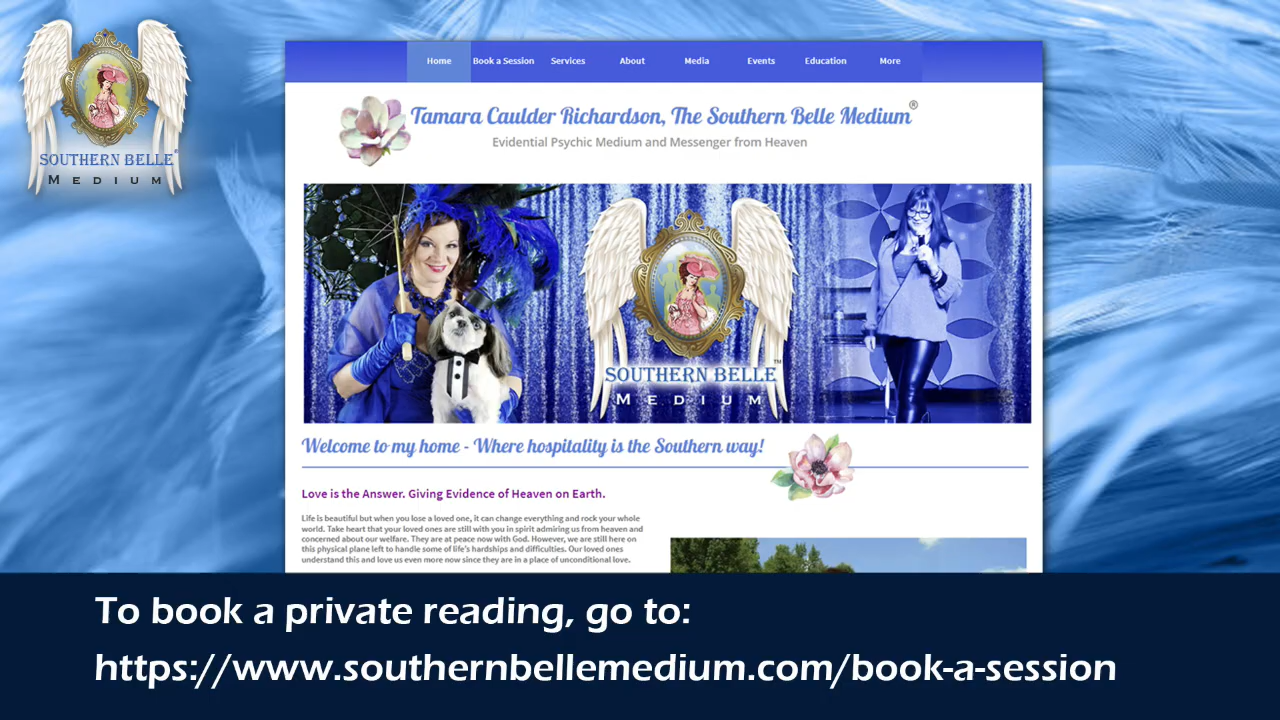 SOUTHERN BELLE®
MEDIUM
Home Book a Session Services About Media Events Education More
Tamara Caulder Richardson, The Southern Belle Medium®
Evidential Psychic Medium and Messenger from Heaven
SOUTHERN BELLE™
MEDIUM
Welcome to my home - Where hospitality is the Southern way!
Love is the Answer. Giving Evidence of Heaven on Earth.
Life is beautiful but when you lose a loved one, it can change everything and rock your whole
world. Take heart that your loved ones are still with you in spirit admiring us from heaven and
concerned about our welfare. They are at peace now with God. However, we are still here on
this physical plane left to handle some of life's hardships and difficulties. Our loved ones
understand this and love us even more now since they are in a place of unconditional love.
To book a private reading, go to:
https://www.southernbellemedium.com/book-a-session